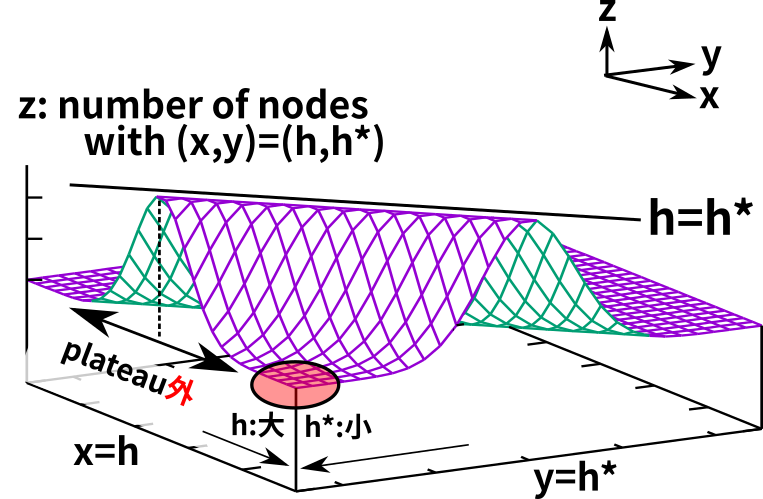 z
y
x
z: number of nodes
with (x,y)=(h,h*)
h=h*
plateau外
h:大
h*:小
x=h
y=h*